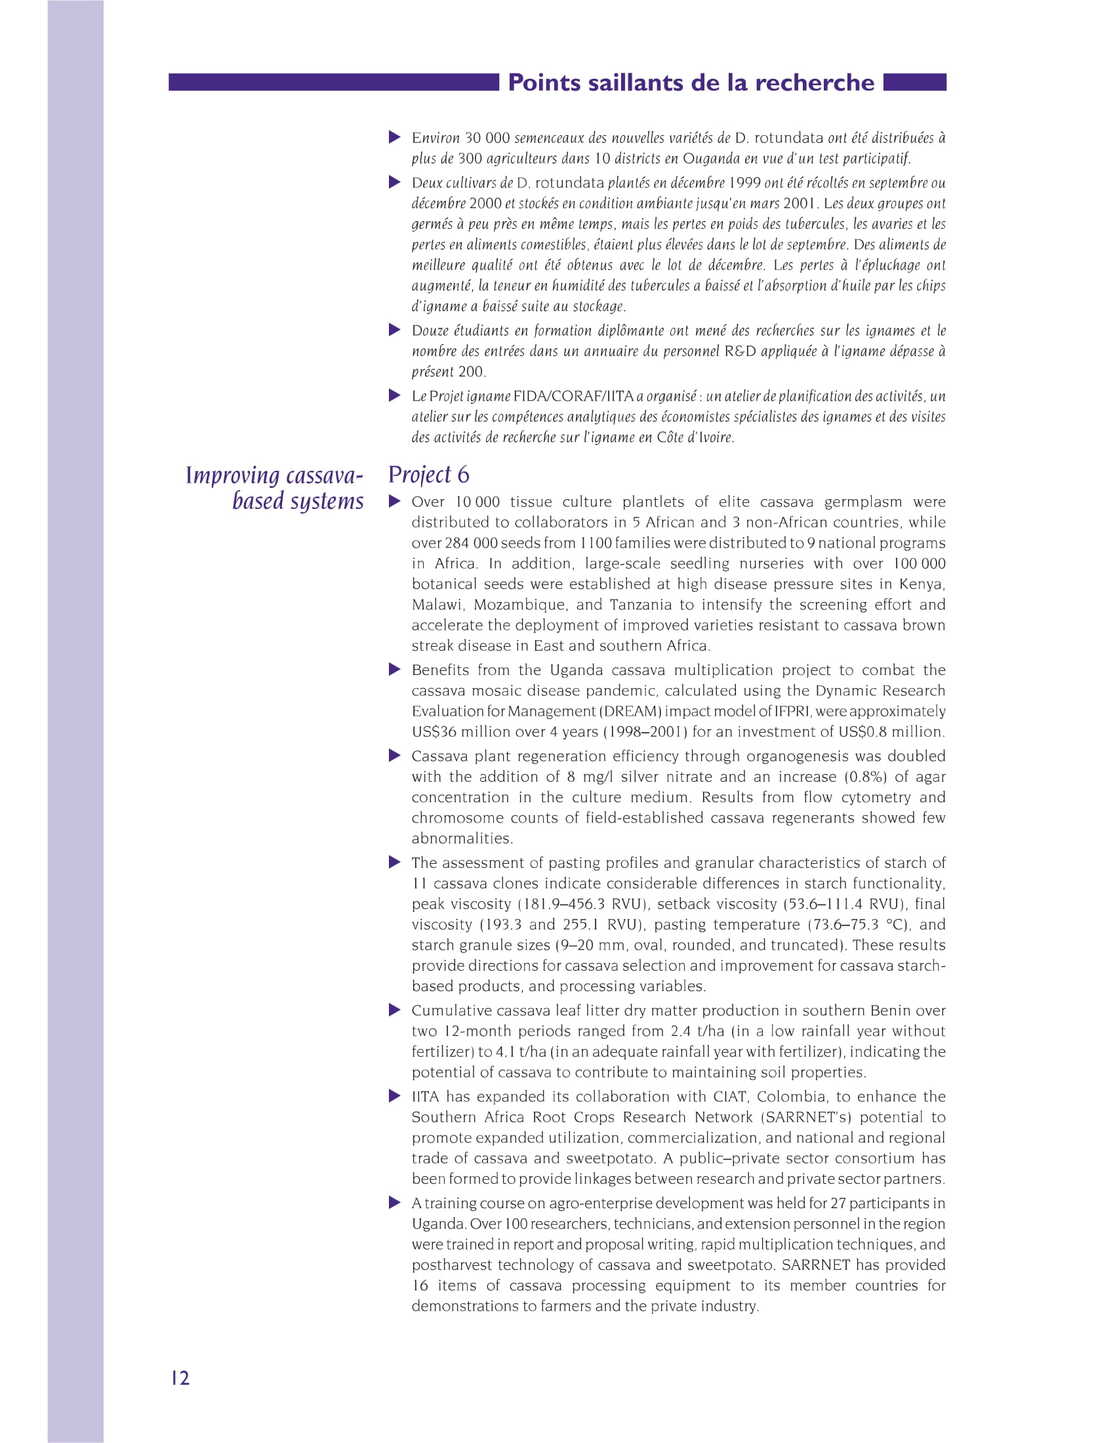 Points saillants de la recherche
▶ Environ 30 000 semenceaux des nouvelles variétés de D. rotundata ont été distribuées à
plus de 300 agriculteurs dans 10 districts en Ouganda en vue d'un test participatif.
▶ Deux cultivars de D. rotundata plantés en décembre 1999 ont été récoltés en septembre ou
décembre 2000 et stockés en condition ambiante jusqu'en mars 2001. Les deux groupes ont
germés à peu près en même temps, mais les pertes en poids des tubercules, les avaries et les
pertes en aliments comestibles, étaient plus élevées dans le lot de septembre. Des aliments de
meilleure qualité ont été obtenus avec le lot de décembre. Les pertes à l'épluchage ont
augmenté, la teneur en humidité des tubercules a baissé et l'absorption d'huile par les chips
d'igname a baissé suite au stockage.
▶ Douze étudiants en formation diplômante ont mené des recherches sur les ignames et le
nombre des entrées dans un annuaire du personnel R&D appliquée à l'igname dépasse à
présent 200.
▶ Le Projet igname FIDA/CORAF/IITA a organisé : un atelier de planification des activités, un
atelier sur les compétences analytiques des économistes spécialistes des ignames et des visites
des activités de recherche sur l'igname en Côte d'Ivoire.
Improving cassava-
based systems
Project 6
▶ Over 10 000 tissue culture plantlets of elite cassava germplasm were
distributed to collaborators in 5 African and 3 non-African countries, while
over 284 000 seeds from 1100 families were distributed to 9 national programs
in Africa. In addition, large-scale seedling nurseries with over 100 000
botanical seeds were established at high disease pressure sites in Kenya,
Malawi, Mozambique, and Tanzania to intensify the screening effort and
accelerate the deployment of improved varieties resistant to cassava brown
streak disease in East and southern Africa.
▶ Benefits from the Uganda cassava multiplication project to combat the
cassava mosaic disease pandemic, calculated using the Dynamic Research
Evaluation for Management (DREAM) impact model of IFPRI, were approximately
US$36 million over 4 years (1998–2001) for an investment of US$0.8 million.
▶ Cassava plant regeneration efficiency through organogenesis was doubled
with the addition of 8 mg/l silver nitrate and an increase (0.8%) of agar
concentration in the culture medium. Results from flow cytometry and
chromosome counts of field-established cassava regenerants showed few
abnormalities.
▶ The assessment of pasting profiles and granular characteristics of starch of
11 cassava clones indicate considerable differences in starch functionality,
peak viscosity (181.9–456.3 RVU), setback viscosity (53.6–111.4 RVU), final
viscosity (193.3 and 255.1 RVU), pasting temperature (73.6–75.3 °C), and
starch granule sizes (9–20 mm, oval, rounded, and truncated). These results
provide directions for cassava selection and improvement for cassava starch-
based products, and processing variables.
▶ Cumulative cassava leaf litter dry matter production in southern Benin over
two 12-month periods ranged from 2.4 t/ha (in a low rainfall year without
fertilizer) to 4.1 t/ha (in an adequate rainfall year with fertilizer), indicating the
potential of cassava to contribute to maintaining soil properties.
▶ IITA has expanded its collaboration with CIAT, Colombia, to enhance the
Southern Africa Root Crops Research Network (SARRNET's) potential to
promote expanded utilization, commercialization, and national and regional
trade of cassava and sweetpotato. A public–private sector consortium has
been formed to provide linkages between research and private sector partners.
▶ A training course on agro-enterprise development was held for 27 participants in
Uganda. Over 100 researchers, technicians, and extension personnel in the region
were trained in report and proposal writing, rapid multiplication techniques, and
postharvest technology of cassava and sweetpotato. SARRNET has provided
16 items of cassava processing equipment to its member countries for
demonstrations to farmers and the private industry.
12